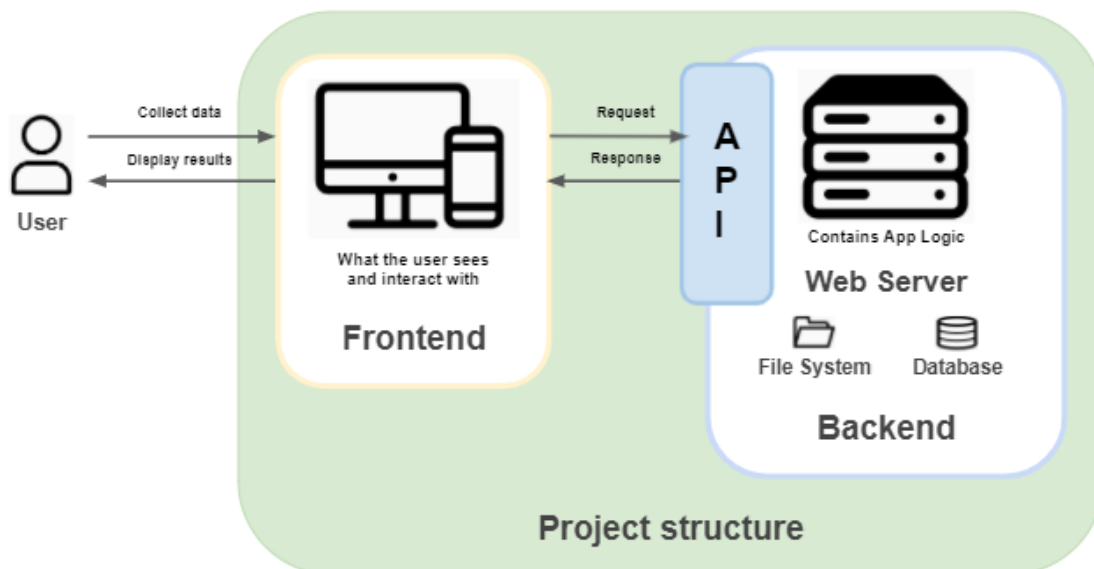 Collect data
Display results
User
What the user sees
and interact with
Frontend
Request
Response
A
P
I
Contains App Logic
Web Server
File System
Database
Backend
Project structure